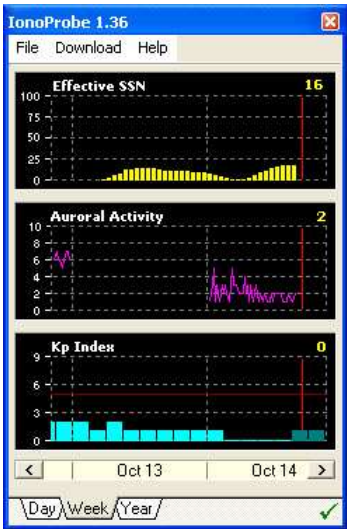 IonoProbe 1.36
File Download Help
Effective SSN 16
100
75
50
25
0
Auroral Activity 2
10
8
6
4
2
0
Kp Index 0
9
6
3
0
< Oct 13 Oct 14 >
Day Week Year